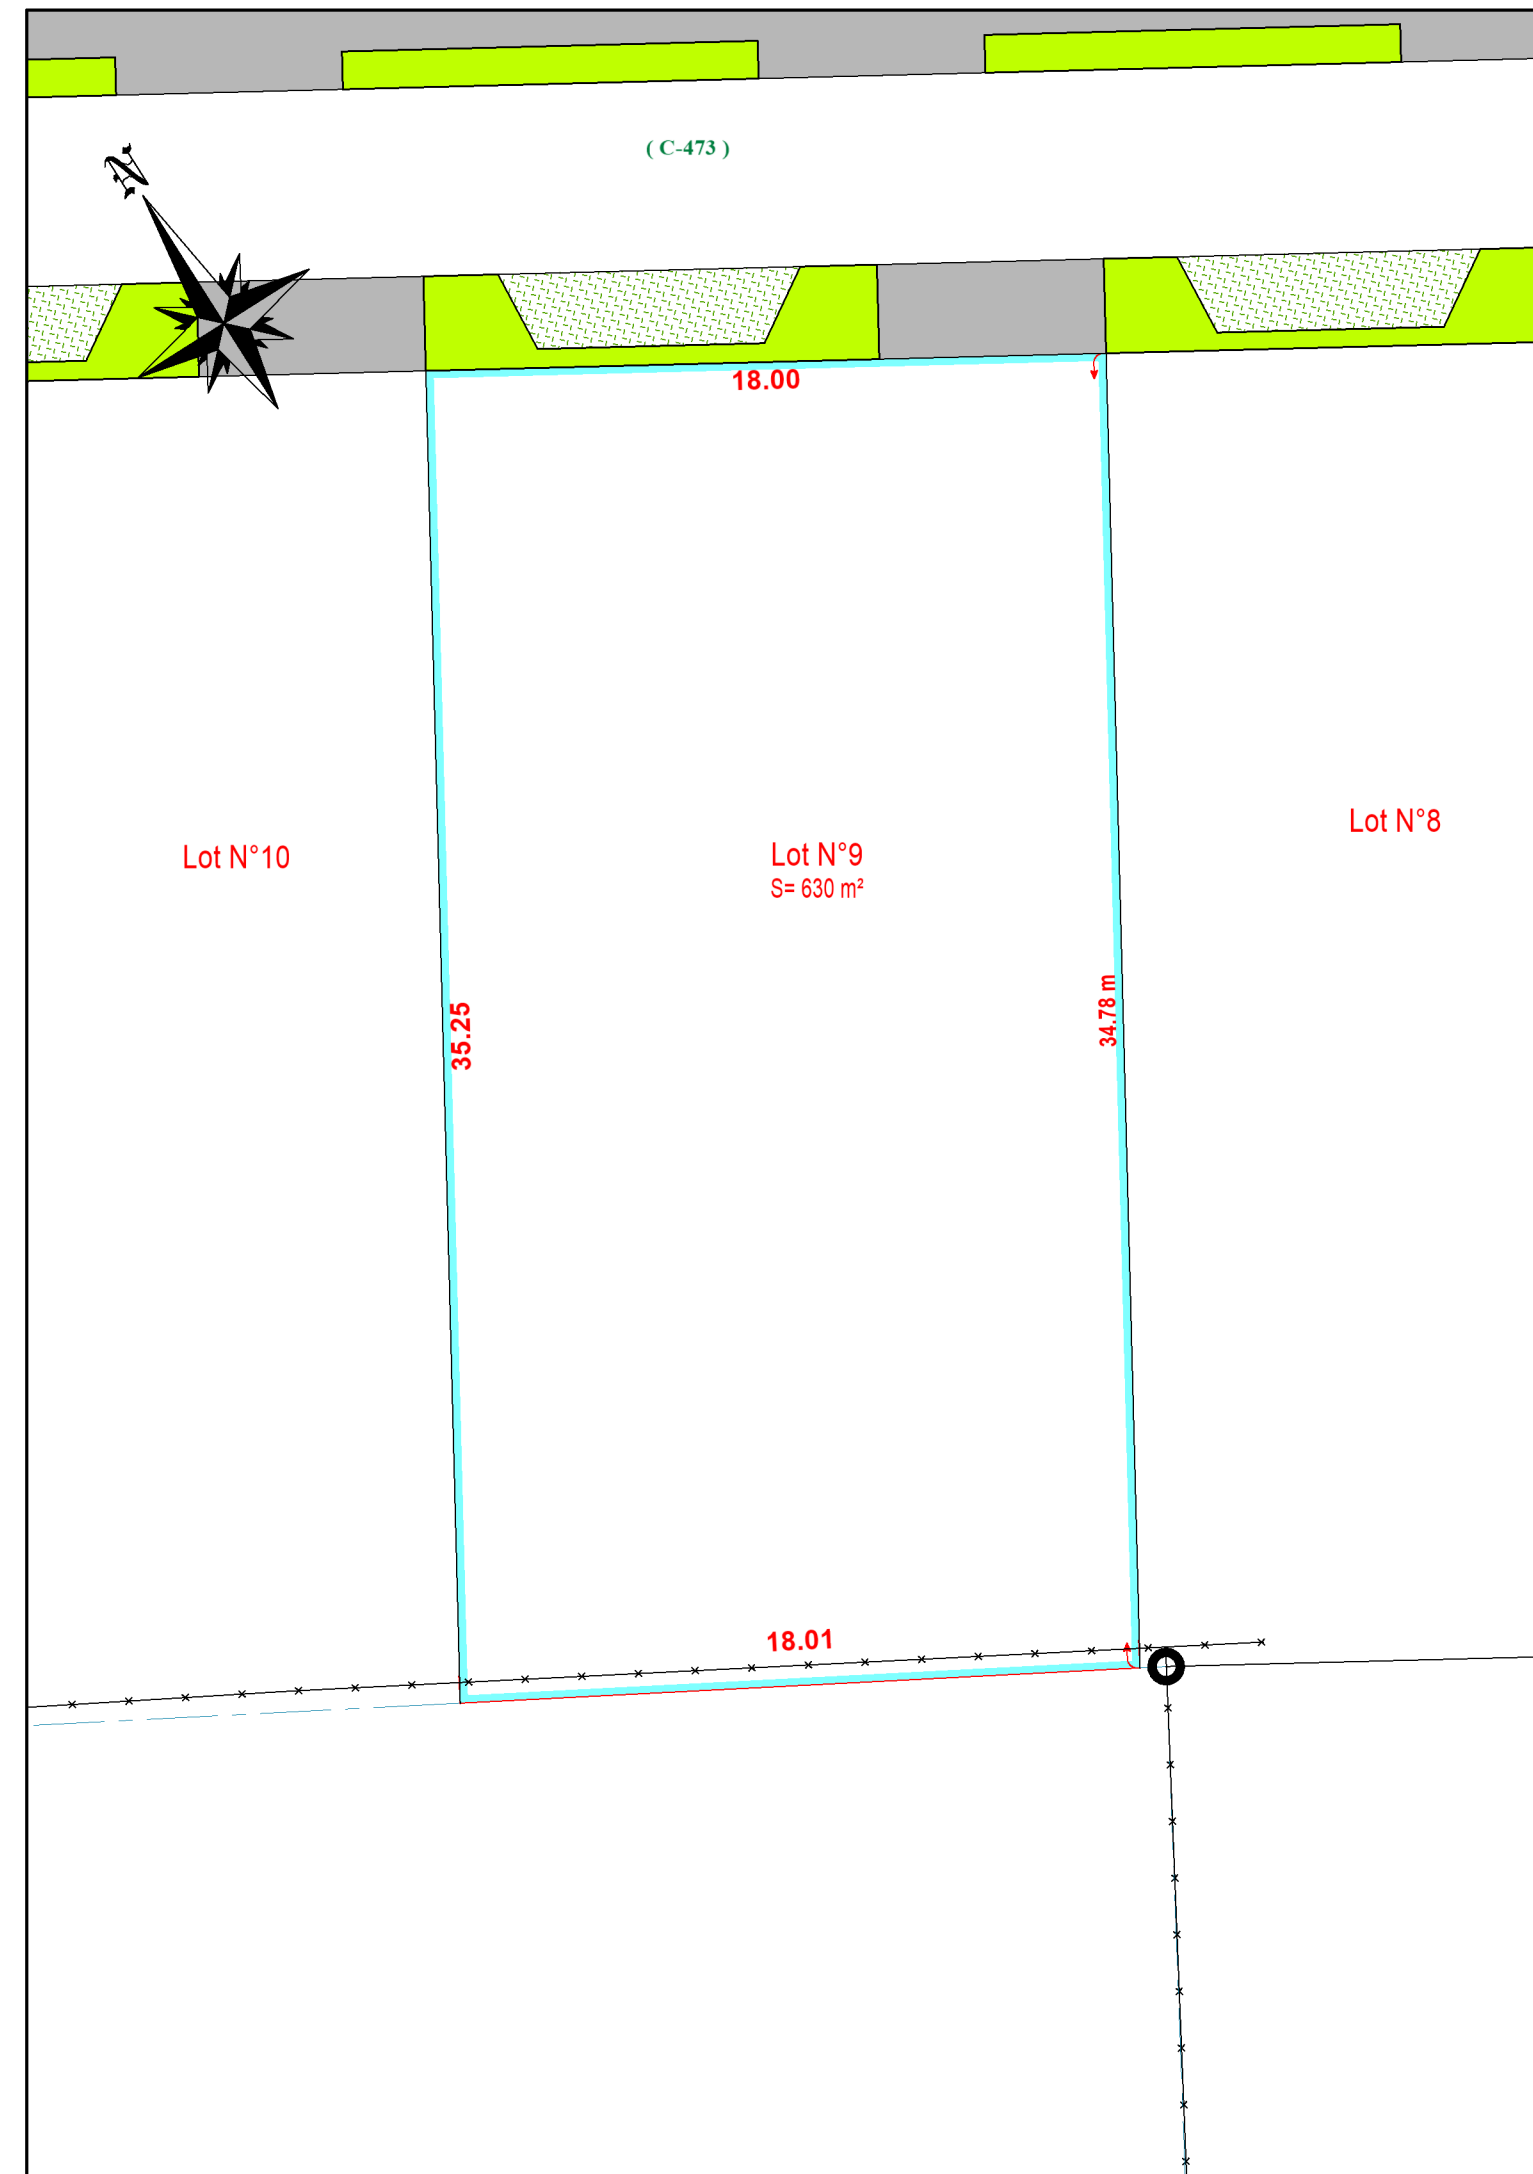 ( C-473 )
N
18.00
Lot N°10
Lot N°9
S= 630 m²
Lot N°8
35.25
34.78 m
18.01